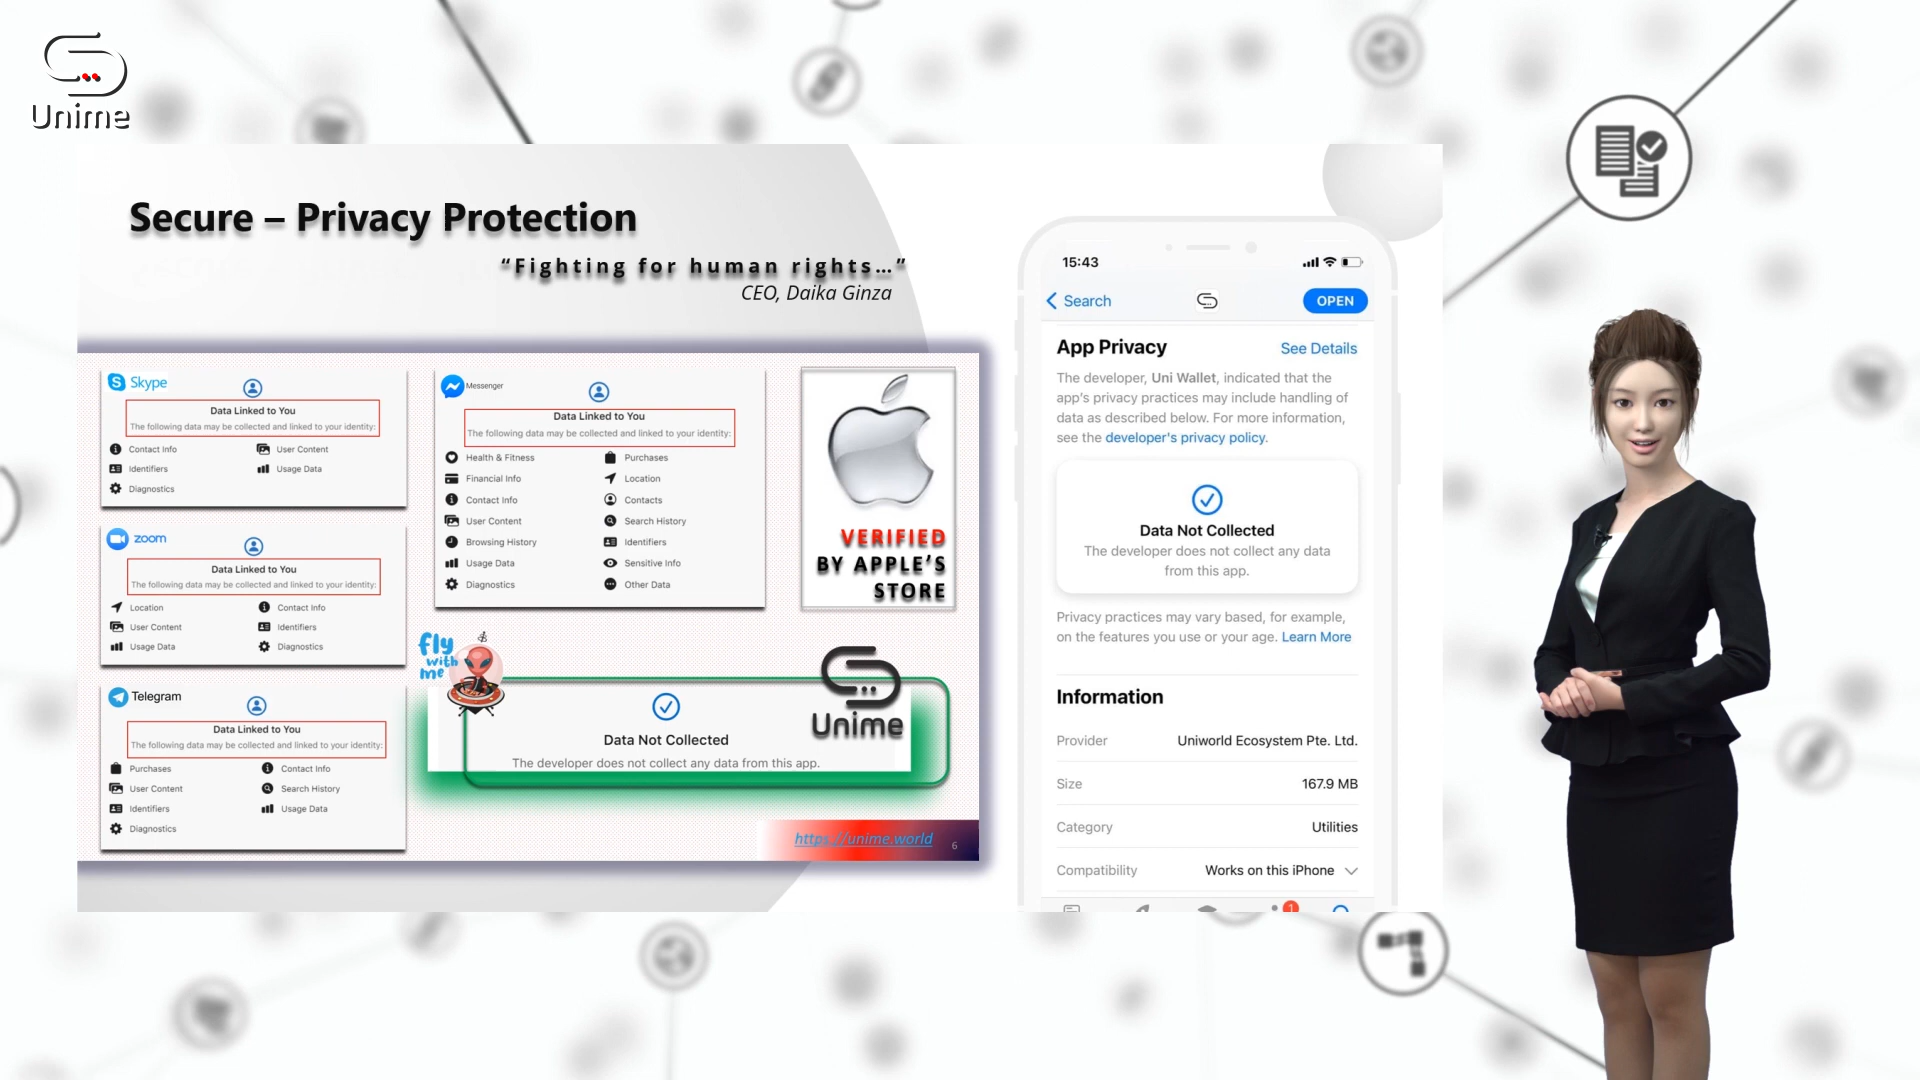 Unime
Secure – Privacy Protection
“Fighting for human rights...”
CEO, Daika Ginza
Skype
Data Linked to You
The following data may be collected and linked to your identity:
Contact Info
User Content
Identifiers
Usage Data
Diagnostics
zoom
Data Linked to You
The following data may be collected and linked to your identity:
Location
Contact Info
User Content
Identifiers
Usage Data
Diagnostics
Telegram
Data Linked to You
The following data may be collected and linked to your identity:
Purchases
Contact Info
User Content
Search History
Identifiers
Usage Data
Diagnostics
Messenger
Data Linked to You
The following data may be collected and linked to your identity:
Health & Fitness
Purchases
Financial Info
Location
Contact Info
Contacts
User Content
Search History
Browsing History
Identifiers
Usage Data
Sensitive Info
Diagnostics
Other Data
VERIFIED
BY APPLE’S
STORE
fly
with
me
Unime
Data Not Collected
The developer does not collect any data from this app.
https://unime.world
6
15:43
Search
OPEN
App Privacy
See Details
The developer, Uni Wallet, indicated that the
app’s privacy practices may include handling of
data as described below. For more information,
see the developer’s privacy policy.
Data Not Collected
The developer does not collect any data
from this app.
Privacy practices may vary based, for example,
on the features you use or your age. Learn More
Information
Provider
Uniworld Ecosystem Pte. Ltd.
Size
167.9 MB
Category
Utilities
Compatibility
Works on this iPhone
1